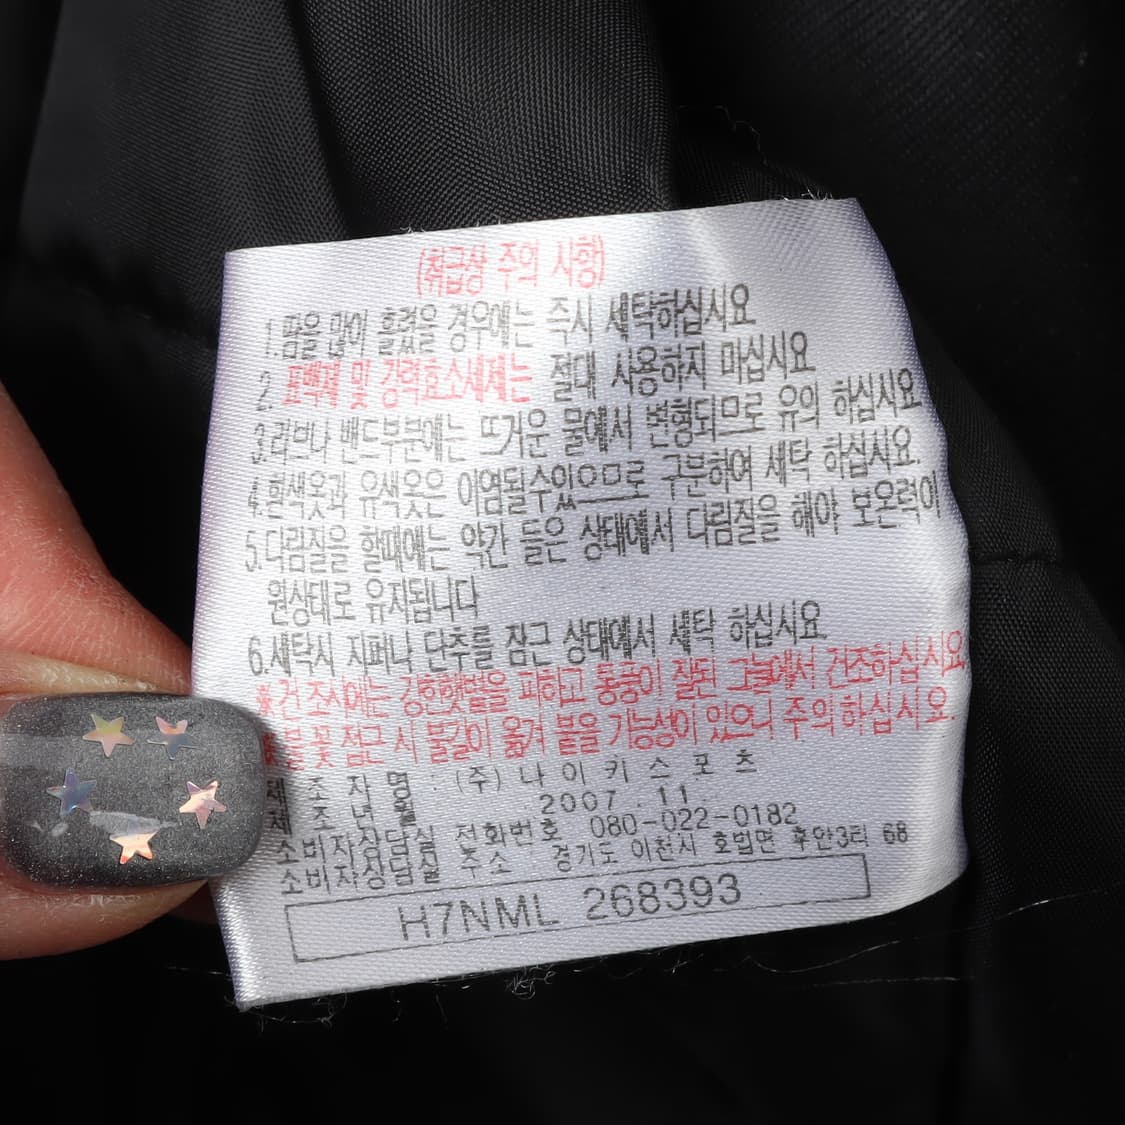 (취급상 주의 사항)
1.땀을 많이 흘렸을 경우에는 즉시 세탁하십시요
2. 표백제 및 강력효소세제는 절대 사용하지 마십시요
3.리브나 밴드부분에는 뜨거운 물에서 변형되므로 유의 하십시요.
4.흰색옷과 유색옷은 이염될수있으므로 구분하여 세탁 하십시요.
5.다림질을 할때에는 약간 들은 상태에서 다림질을 해야 보온력이
원상태로 유지됩니다
6.세탁시 지퍼나 단추를 잠근 상태에서 세탁 하십시요.
※건조시에는 강한햇볕을 피하고 통풍이 잘된 그늘에서 건조하십시요.
※불꽃 접근시 불길이 옮겨 붙을 가능성이 있으니 주의하십시요.
제 조 자 명 : (주) 나 이 키 스 포 츠
제 조 년 월 2007 . 11
소비자상담실 전화번호 080-022-0182
소비자상담실 주소 경기도 이천시 호법면 후안3리 68
H7NML 268393